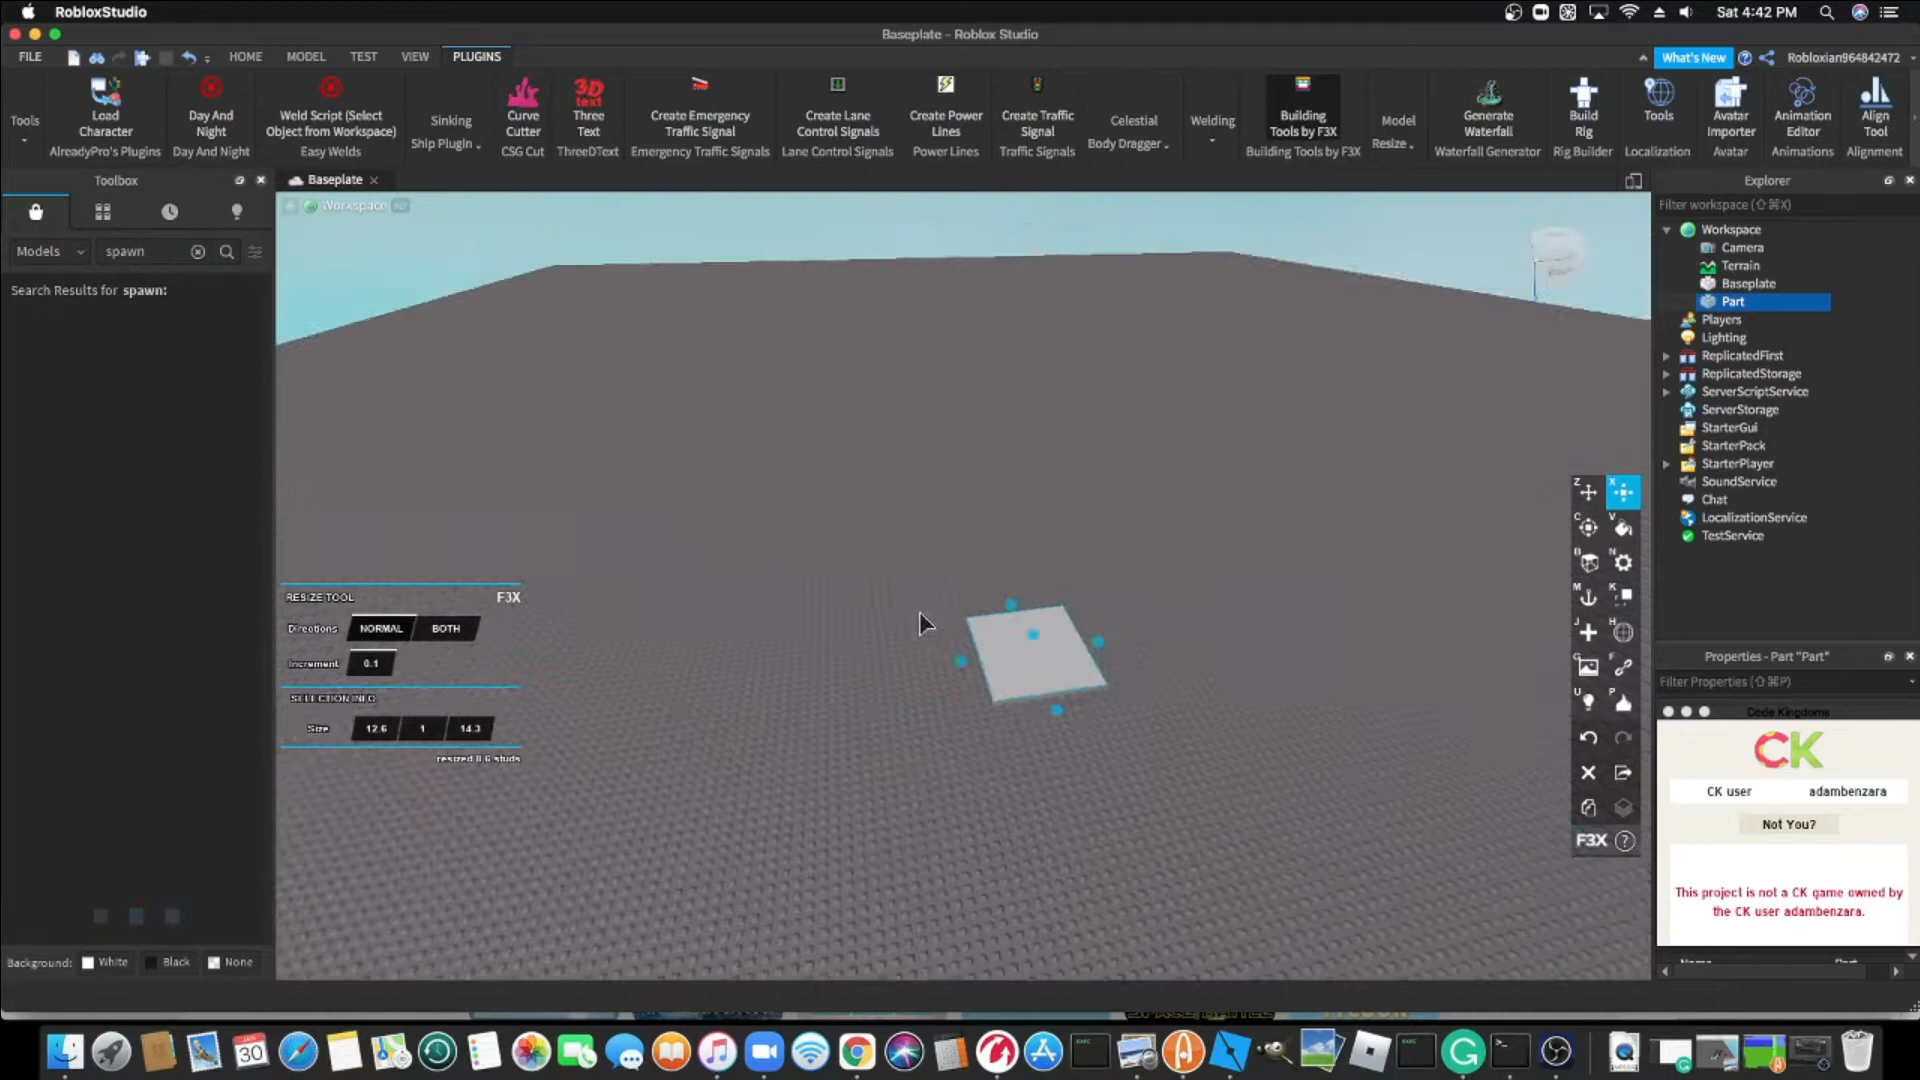 RobloxStudio
Sat 4:42 PM
Baseplate - Roblox Studio
FILE HOME MODEL TEST VIEW PLUGINS
What's New Robloxian964842472
Tools
Load Character
AlreadyPro's Plugins
Day And Night
Day And Night
Weld Script (Select Object from Workspace)
Easy Welds
Sinking
Ship Plugin
Curve Cutter
CSG Cut
3D text
Three Text
ThreeDText
Create Emergency Traffic Signal
Emergency Traffic Signals
Create Lane Control Signals
Lane Control Signals
Create Power Lines
Power Lines
Create Traffic Signal
Traffic Signals
Celestial
Body Dragger
Welding
Building Tools by F3X
Building Tools by F3X
Model
Resize
Generate Waterfall
Waterfall Generator
Build Rig
Rig Builder
Tools
Localization
Avatar Importer
Avatar
Animation Editor
Animations
Align Tool
Alignment
Toolbox
Models spawn
Search Results for spawn:
Background: White Black None
Baseplate
Workspace
RESIZE TOOL F3X
Directions NORMAL BOTH
Increment 0.1
SELECTION INFO
Size 12.6 1 14.3
resized 8.6 studs
Z X
C V
B N
M K
J H
G F
U P
F3X ?
Explorer
Filter workspace (⇧⌘X)
Workspace
Camera
Terrain
Baseplate
Part
Players
Lighting
ReplicatedFirst
ReplicatedStorage
ServerScriptService
ServerStorage
StarterGui
StarterPack
StarterPlayer
SoundService
Chat
LocalizationService
TestService
Properties - Part "Part"
Filter Properties (⇧⌘P)
Code Kingdoms
CK
CK user adambenzara
Not You?
This project is not a CK game owned by
the CK user adambenzara.
30